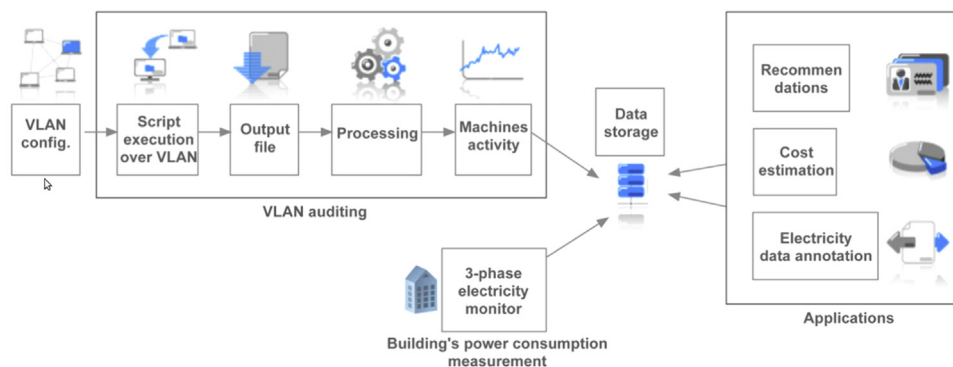 VLAN
config.
Script
execution
over VLAN
Output
file
Processing
Machines
activity
VLAN auditing
Data
storage
3-phase
electricity
monitor
Building's power consumption
measurement
Recommen
dations
Cost
estimation
Electricity
data annotation
Applications